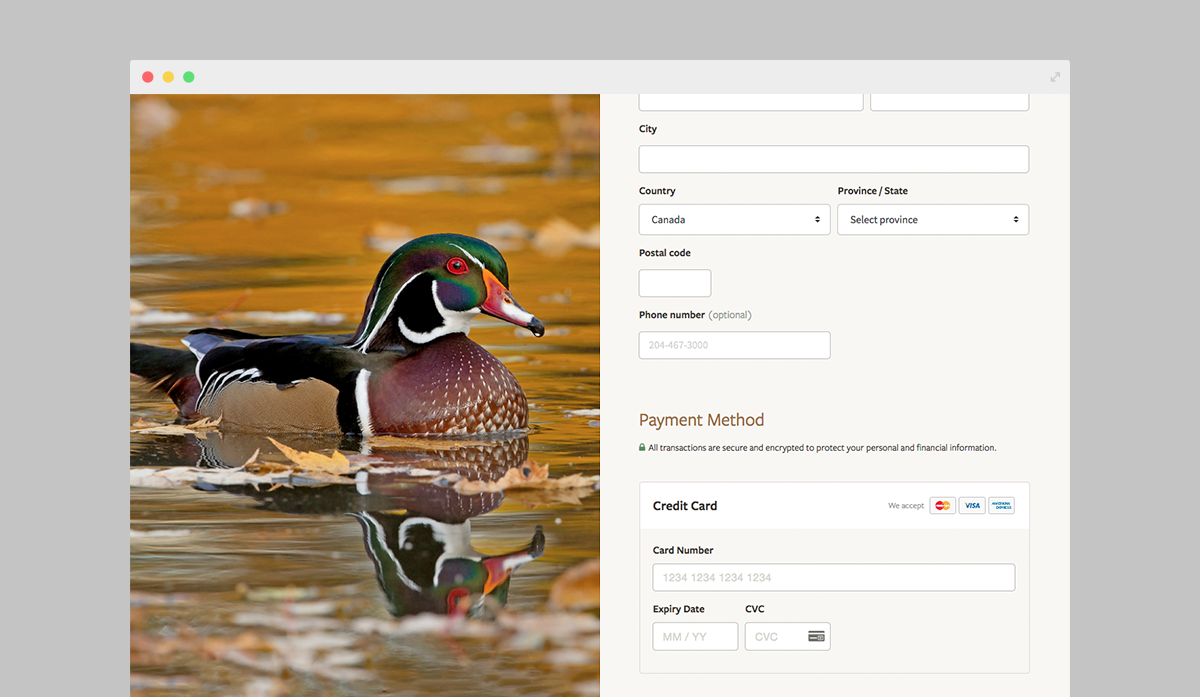 City
Country Province / State
Canada Select province
Postal code
Phone number (optional)
204-467-3000
Payment Method
All transactions are secure and encrypted to protect your personal and financial information.
Credit Card We accept VISA
Card Number
1234 1234 1234 1234
Expiry Date CVC
MM / YY CVC